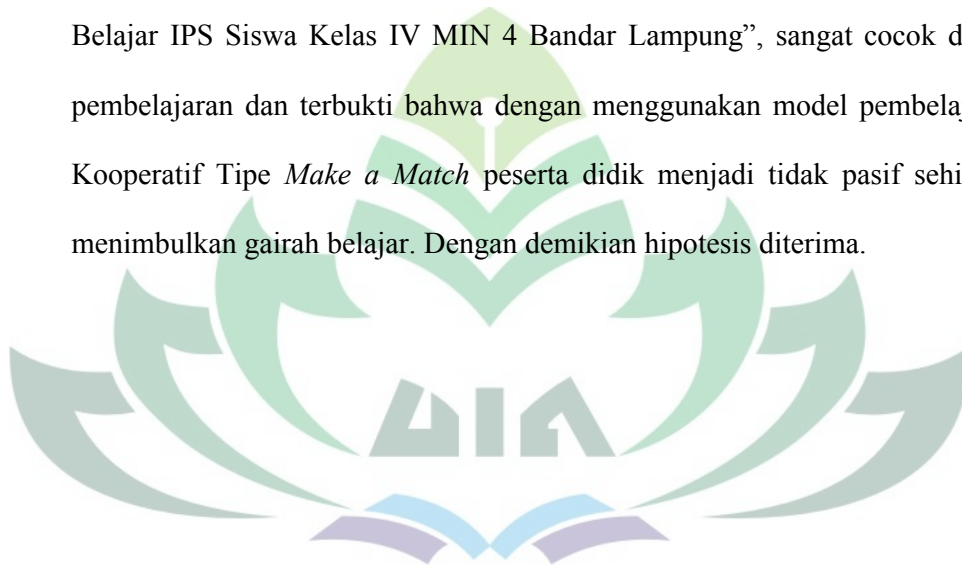 Belajar IPS Siswa Kelas IV MIN 4 Bandar Lampung”, sangat cocok
pembelajaran dan terbukti bahwa dengan menggunakan model
Kooperatif Tipe Make a Match peserta didik menjadi tidak pasif
menimbulkan gairah belajar. Dengan demikian hipotesis diterima.
UIN